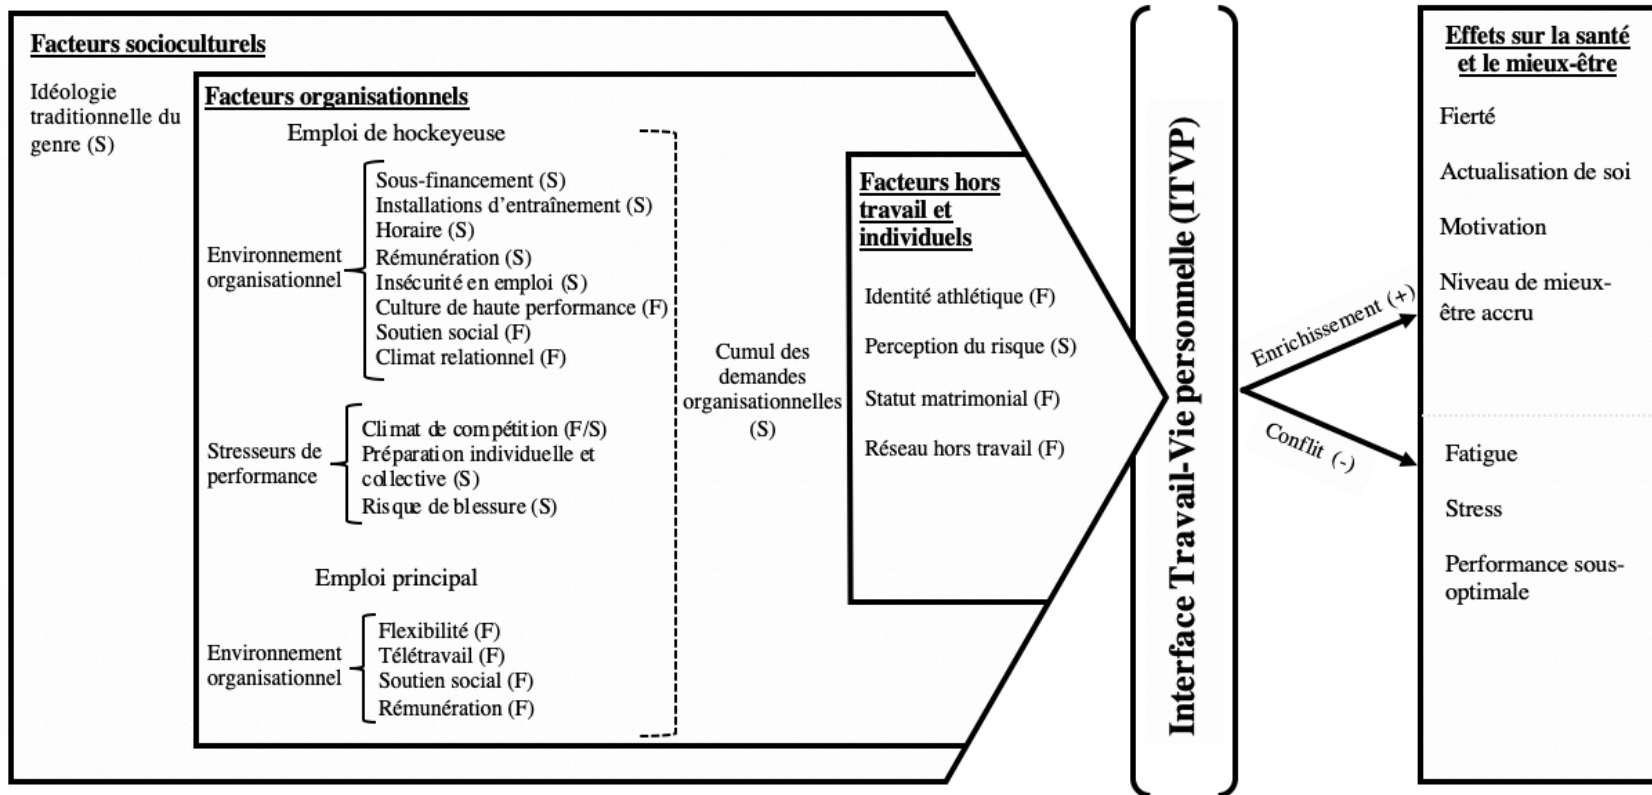 Facteurs socioculturels
Idéologie
traditionnelle du
genre (S)
Facteurs organisationnels
Emploi de hockeyeuse
Environnement
organisationnel
Sous-financement (S)
Installations d’entraînement (S)
Horaire (S)
Rémunération (S)
Insécurité en emploi (S)
Culture de haute performance (F)
Soutien social (F)
Climat relationnel (F)
Stresseurs de
performance
Climat de compétition (F/S)
Préparation individuelle et
collective (S)
Risque de blessure (S)
Emploi principal
Environnement
organisationnel
Flexibilité (F)
Télétravail (F)
Soutien social (F)
Rémunération (F)
Cumul des
demandes
organisationnelles
(S)
Facteurs hors
travail et
individuels
Identité athlétique (F)
Perception du risque (S)
Statut matrimonial (F)
Réseau hors travail (F)
Interface Travail-Vie personnelle (ITVP)
Enrichissement (+)
Conflit (-)
Effets sur la santé
et le mieux-être
Fierté
Actualisation de soi
Motivation
Niveau de mieux-
être accru
Fatigue
Stress
Performance sous-
optimale